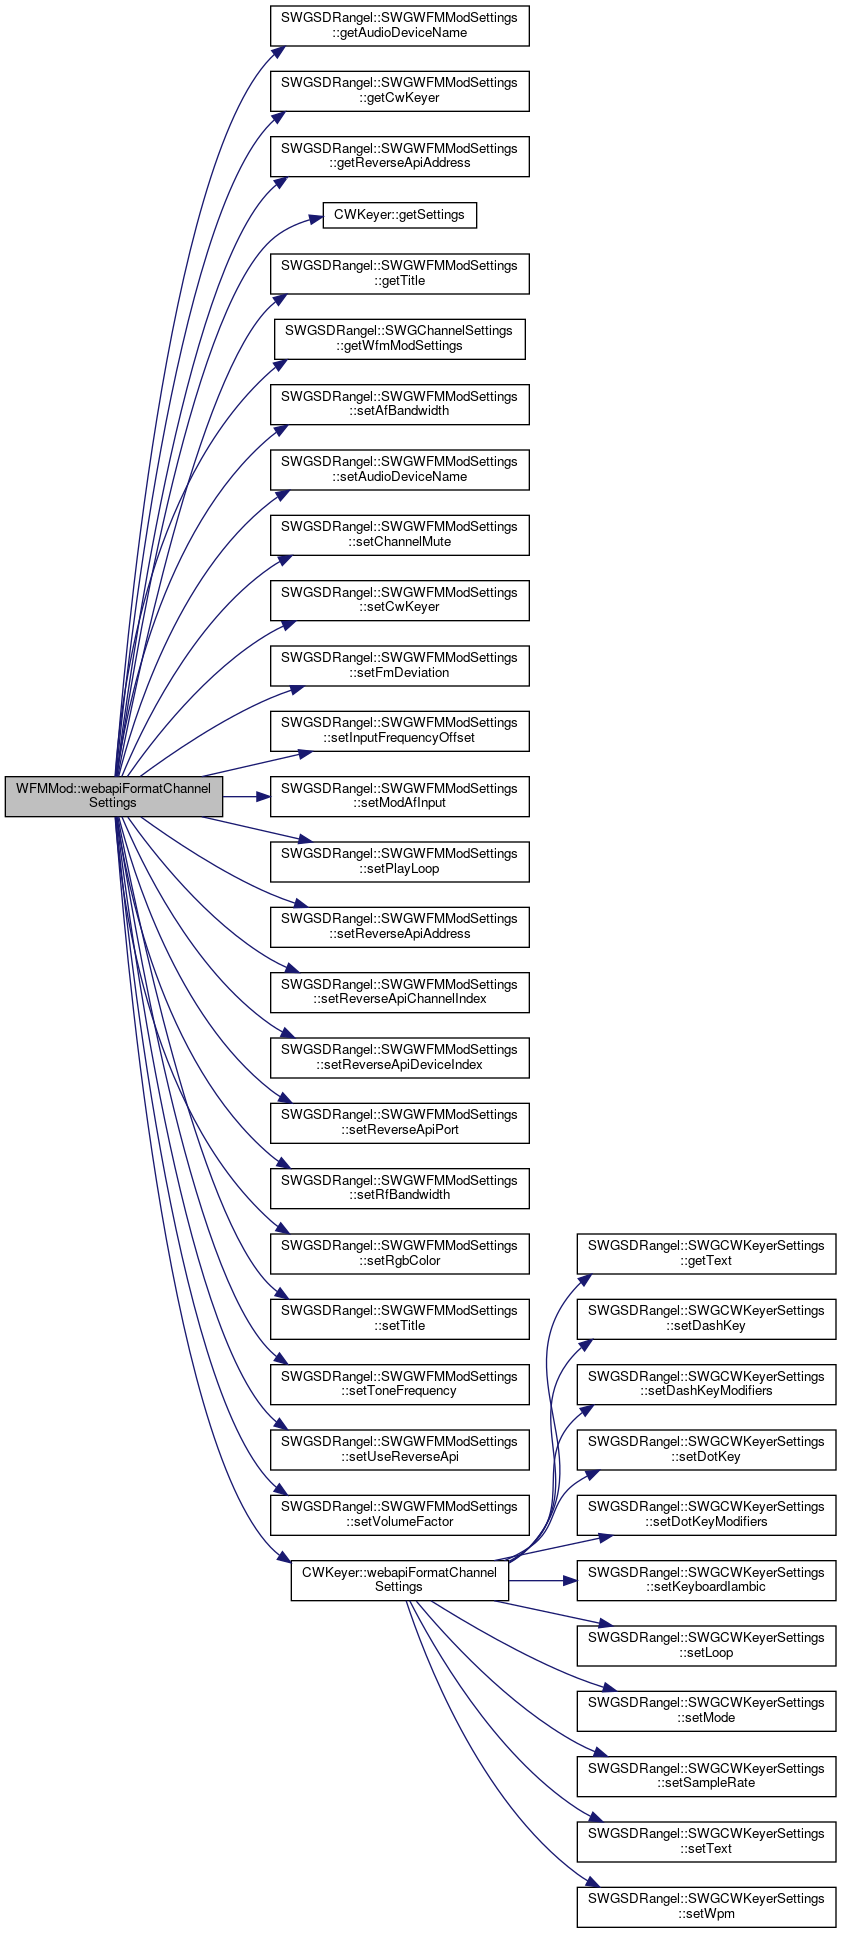 SWGSDRangel::SWGWFMModSettings
::getAudioDeviceName
SWGSDRangel::SWGWFMModSettings
::getCwKeyer
SWGSDRangel::SWGWFMModSettings
::getReverseApiAddress
CWKeyer::getSettings
SWGSDRangel::SWGWFMModSettings
::getTitle
SWGSDRangel::SWGChannelSettings
::getWfmModSettings
SWGSDRangel::SWGWFMModSettings
::setAfBandwidth
SWGSDRangel::SWGWFMModSettings
::setAudioDeviceName
SWGSDRangel::SWGWFMModSettings
::setChannelMute
SWGSDRangel::SWGWFMModSettings
::setCwKeyer
SWGSDRangel::SWGWFMModSettings
::setFmDeviation
SWGSDRangel::SWGWFMModSettings
::setInputFrequencyOffset
WFMMod::webapiFormatChannel
Settings
SWGSDRangel::SWGWFMModSettings
::setModAfInput
SWGSDRangel::SWGWFMModSettings
::setPlayLoop
SWGSDRangel::SWGWFMModSettings
::setReverseApiAddress
SWGSDRangel::SWGWFMModSettings
::setReverseApiChannelIndex
SWGSDRangel::SWGWFMModSettings
::setReverseApiDeviceIndex
SWGSDRangel::SWGWFMModSettings
::setReverseApiPort
SWGSDRangel::SWGWFMModSettings
::setRfBandwidth
SWGSDRangel::SWGWFMModSettings
::setRgbColor
SWGSDRangel::SWGWFMModSettings
::setTitle
SWGSDRangel::SWGWFMModSettings
::setToneFrequency
SWGSDRangel::SWGWFMModSettings
::setUseReverseApi
SWGSDRangel::SWGWFMModSettings
::setVolumeFactor
CWKeyer::webapiFormatChannel
Settings
SWGSDRangel::SWGCWKeyerSettings
::getText
SWGSDRangel::SWGCWKeyerSettings
::setDashKey
SWGSDRangel::SWGCWKeyerSettings
::setDashKeyModifiers
SWGSDRangel::SWGCWKeyerSettings
::setDotKey
SWGSDRangel::SWGCWKeyerSettings
::setDotKeyModifiers
SWGSDRangel::SWGCWKeyerSettings
::setKeyboardIambic
SWGSDRangel::SWGCWKeyerSettings
::setLoop
SWGSDRangel::SWGCWKeyerSettings
::setMode
SWGSDRangel::SWGCWKeyerSettings
::setSampleRate
SWGSDRangel::SWGCWKeyerSettings
::setText
SWGSDRangel::SWGCWKeyerSettings
::setWpm